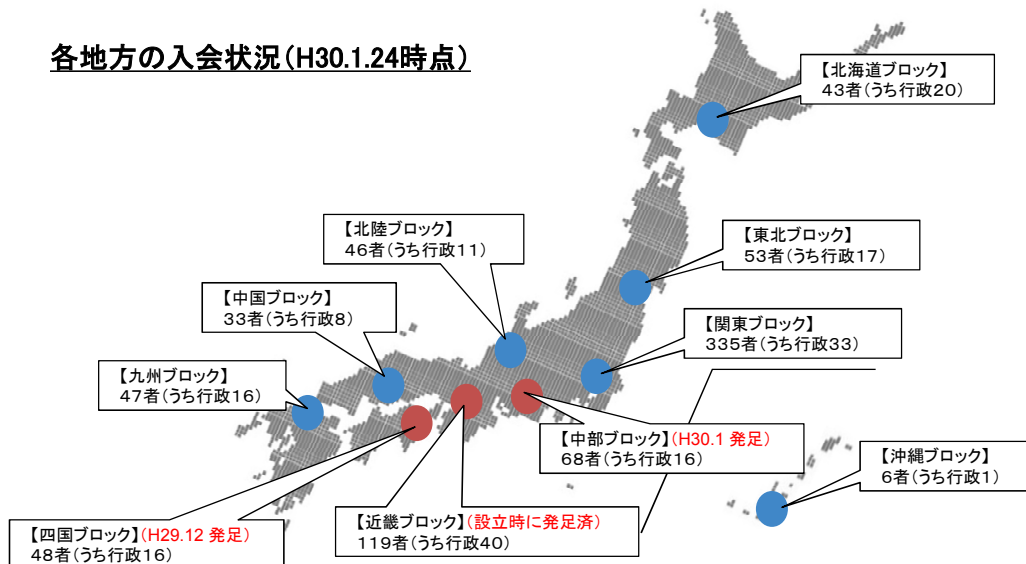 各地方の入会状況(H30.1.24時点)
【北海道ブロック】
43者(うち行政20)
【北陸ブロック】
46者(うち行政11)
【東北ブロック】
53者(うち行政17)
【中国ブロック】
33者(うち行政8)
【関東ブロック】
335者(うち行政33)
【九州ブロック】
47者(うち行政16)
【中部ブロック】(H30.1 発足)
68者(うち行政16)
【沖縄ブロック】
6者(うち行政1)
【四国ブロック】(H29.12 発足)
48者(うち行政16)
【近畿ブロック】(設立時に発足済)
119者(うち行政40)